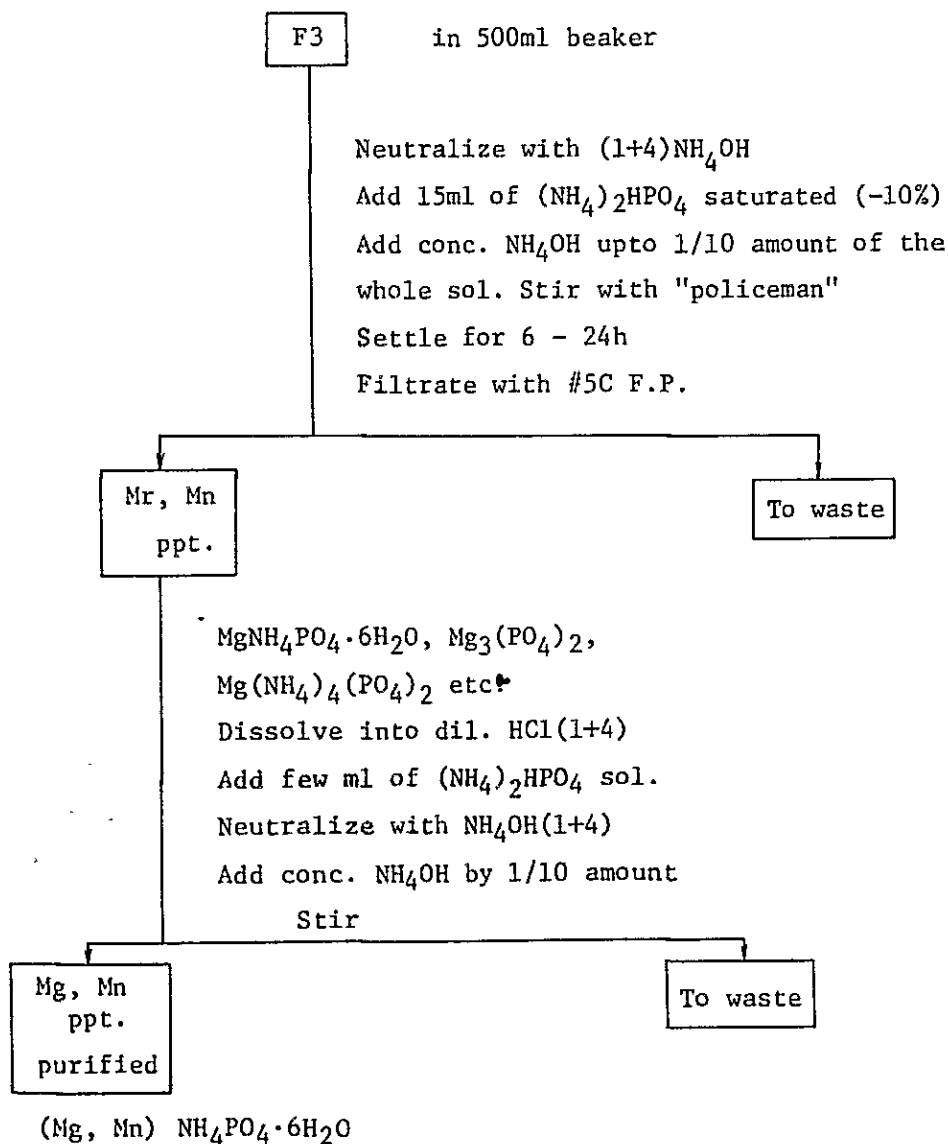 F3 in 500ml beaker
Neutralize with (1+4)NH4OH
Add 15ml of (NH4)2HPO4 saturated (-10%)
Add conc. NH4OH upto 1/10 amount of the
whole sol. Stir with "policeman"
Settle for 6 - 24h
Filtrate with #5C F.P.
Mr, Mn
ppt.
To waste
MgNH4PO4·6H2O, Mg3(PO4)2,
Mg(NH4)4(PO4)2 etc.
Dissolve into dil. HCl(1+4)
Add few ml of (NH4)2HPO4 sol.
Neutralize with NH4OH(1+4)
Add conc. NH4OH by 1/10 amount
Stir
Mg, Mn
ppt.
purified
To waste
(Mg, Mn) NH4PO4·6H2O